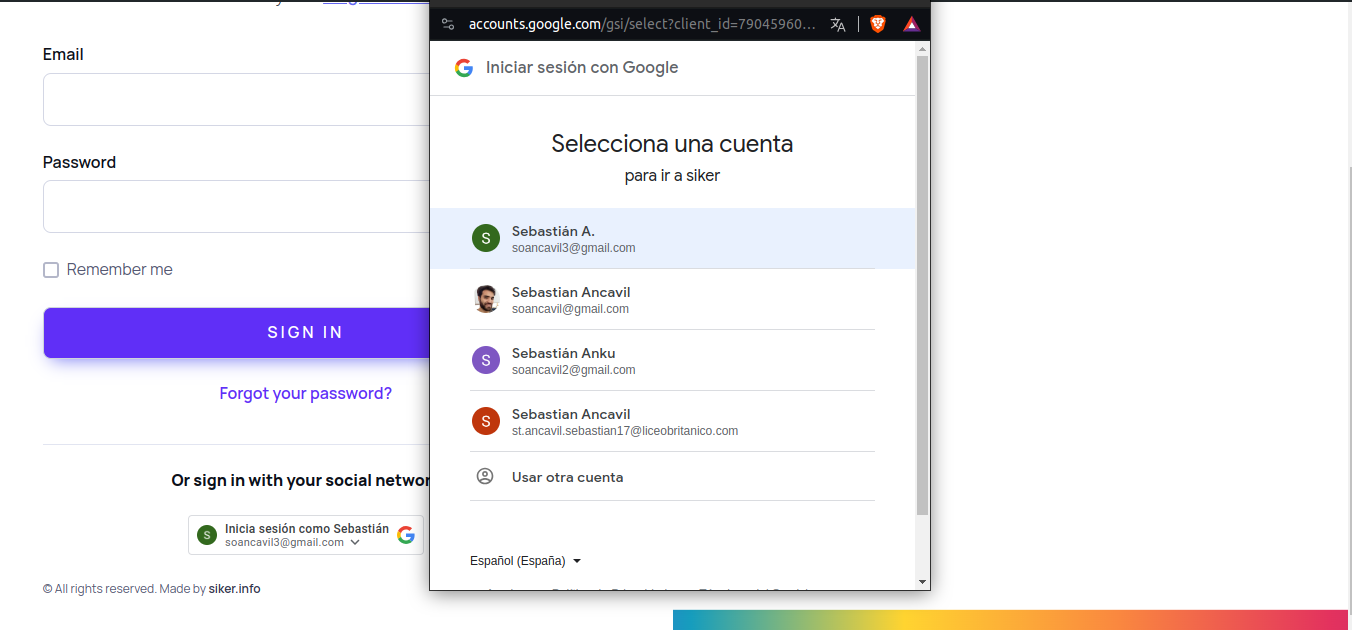 accounts.google.com/gsi/select?client_id=79045960...
Iniciar sesión con Google
Selecciona una cuenta
para ir a siker
S
Sebastián A.
soancavil3@gmail.com
Sebastian Ancavil
soancavil@gmail.com
S
Sebastián Anku
soancavil2@gmail.com
S
Sebastian Ancavil
st.ancavil.sebastian17@liceobritanico.com
Usar otra cuenta
Español (España)
Email
Password
Remember me
SIGN IN
Forgot your password?
Or sign in with your social
S
Inicia sesión como Sebastián
soancavil3@gmail.com
© All rights reserved. Made by siker.info